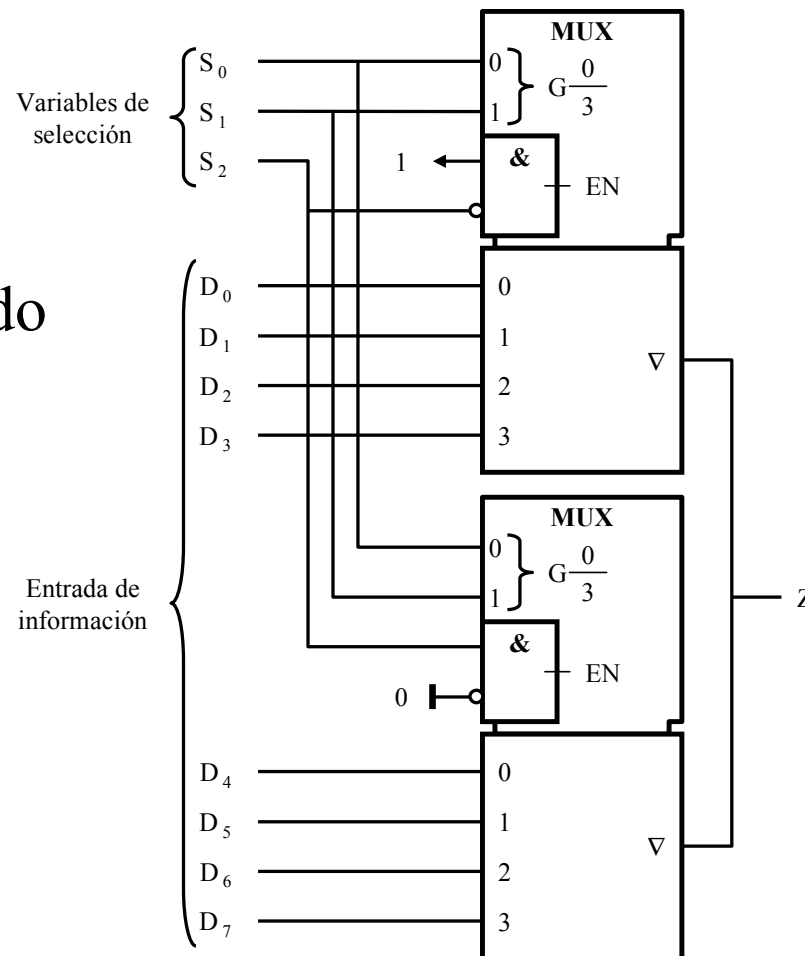 Variables de
selección
S0
S1
S2
MUX
0
1
G 0/3
1
&
EN
do
D0
D1
D2
D3
0
1
2
3
∇
Entrada de
información
MUX
0
1
G 0/3
&
EN
0
Z
D4
D5
D6
D7
0
1
2
3
∇